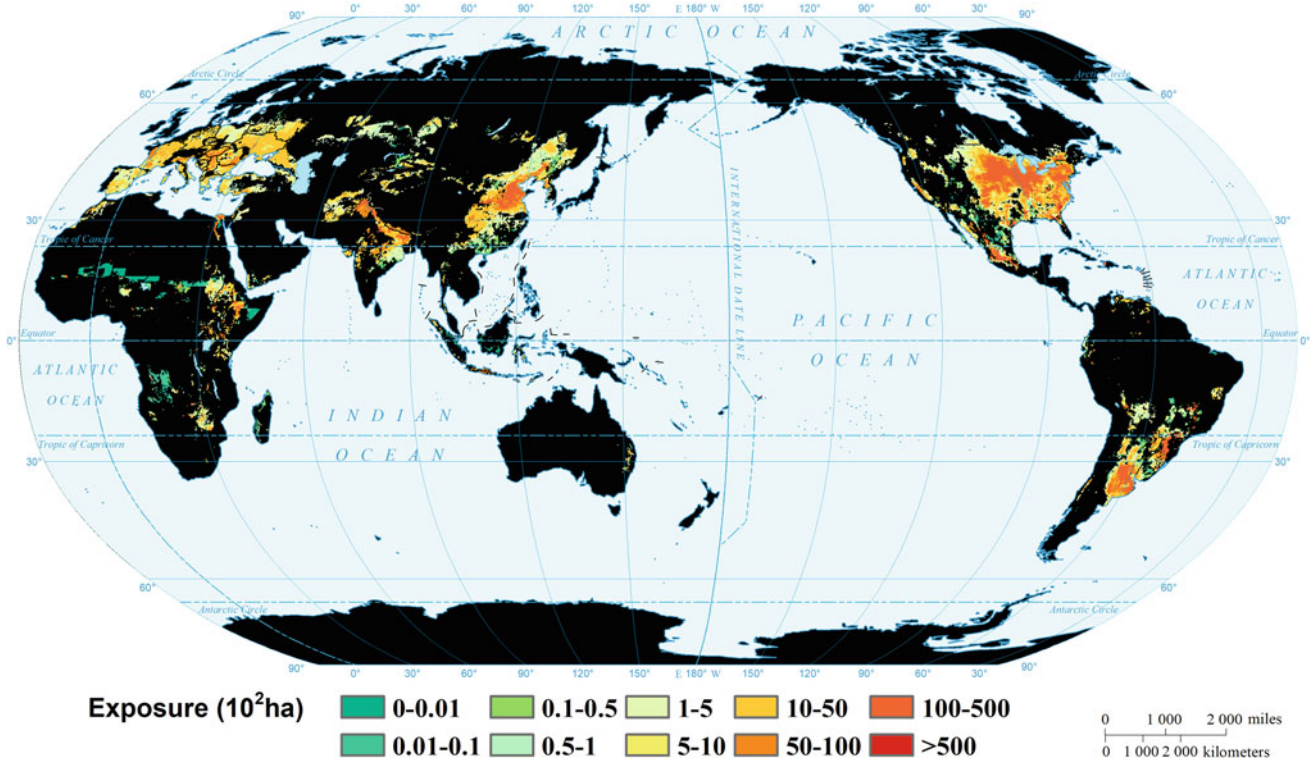 90° 60° 30° 0° 30° 60° 90° 120° 150° E 180° W 150° 120° 90° 60° 30° 0° 30° 60° 90°
ARCTIC OCEAN
Arctic Circle
Arctic Circle
60°
60°
INTERNATIONAL DATE LINE
30°
30°
Tropic of Cancer
Tropic of Cancer
ATLANTIC
OCEAN
PACIFIC
OCEAN
Equator
Equator
0°
0°
ATLANTIC
OCEAN
INDIAN
OCEAN
Tropic of Capricorn
Tropic of Capricorn
30°
30°
60°
60°
Antarctic Circle
Antarctic Circle
90° 0° 30° 60° 90° 120° 150° E 180° W 150° 120° 90° 60° 30° 90°
Exposure (10²ha)
0-0.01 0.1-0.5 1-5 10-50 100-500
0.01-0.1 0.5-1 5-10 50-100 >500
0 1 000 2 000 miles
0 1 000 2 000 kilometers